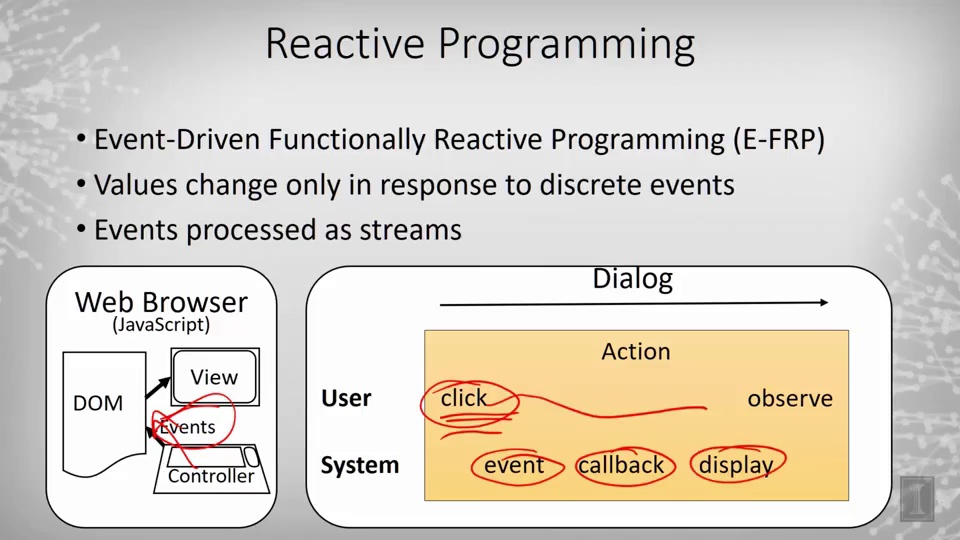 Reactive Programming
• Event-Driven Functionally Reactive Programming (E-FRP)
• Values change only in response to discrete events
• Events processed as streams
Web Browser
(JavaScript)
DOM
View
Events
Controller
Dialog
Action
User
click
observe
System
event
callback
display
I